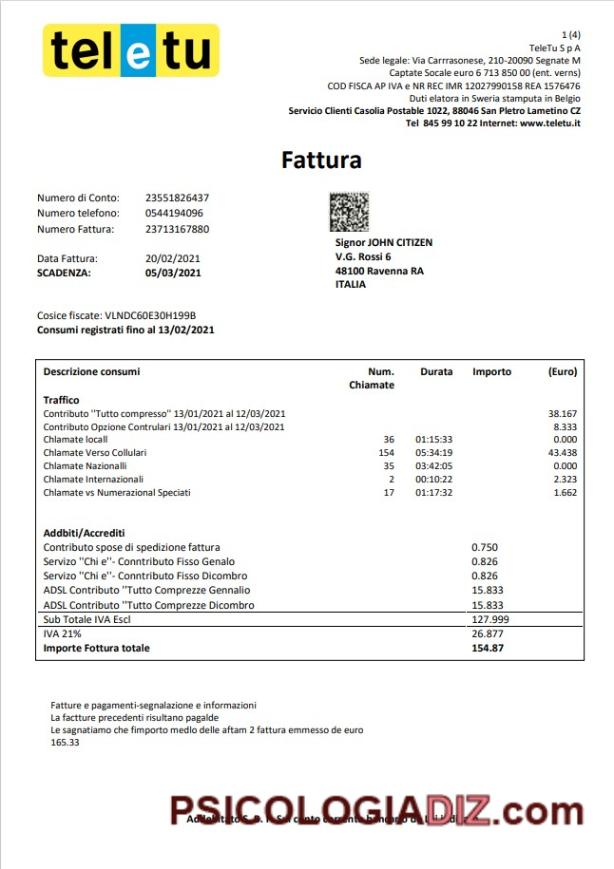 teletu
1 (4)
TeleTu S p A
Sede legale: Via Carrrasonese, 210-20090 Segnate M
Captate Socale euro 6 713 850 00 (ent. verns)
COD FISCA AP IVA e NR REC IMR 12027990158 REA 1576476
Duti elatora in Sweria stamputa in Belgio
Servicio Clienti Casolia Postable 1022, 88046 San Pletro Lametino CZ
Tel 845 99 10 22 Internet: www.teletu.it
Fattura
Numero di Conto: 23551826437
Numero telefono: 0544194096
Numero Fattura: 23713167880
Data Fattura: 20/02/2021
SCADENZA: 05/03/2021
Signor JOHN CITIZEN
V.G. Rossi 6
48100 Ravenna RA
ITALIA
Cosice fiscate: VLNDC60E30H199B
Consumi registrati fino al 13/02/2021
Descrizione consumi Num. Chiamate Durata Importo (Euro)
Traffico
Contributo "Tutto compresso" 13/01/2021 al 12/03/2021 38.167
Contributo Opzione Contrulari 13/01/2021 al 12/03/2021 8.333
Chlamate locall 36 01:15:33 0.000
Chlamate Verso Collulari 154 05:34:19 43.438
Chlamate Nazionalli 35 03:42:05 0.000
Chlamate Internazionali 2 00:10:22 2.323
Chlamate vs Numerazional Speciati 17 01:17:32 1.662
Addbiti/Accrediti
Contributo spose di spedizione fattura 0.750
Servizo "Chi e"- Conntributo Fisso Genalo 0.826
Servizo "Chi e"- Conntributo Fisso Dicombro 0.826
ADSL Contributo "Tutto Comprezze Gennalio 15.833
ADSL Contributo "Tutto Comprezze Dicombro 15.833
Sub Totale IVA Escl 127.999
IVA 21% 26.877
Importe Fottura totale 154.87
Fatture e pagamenti-segnalazione e informazioni
La factture precedenti risultano pagalde
Le sagnatiamo che fimporto medlo delle aftam 2 fattura emmesso de euro
165.33
PSICOLOGIADIZ.com
conto corrente